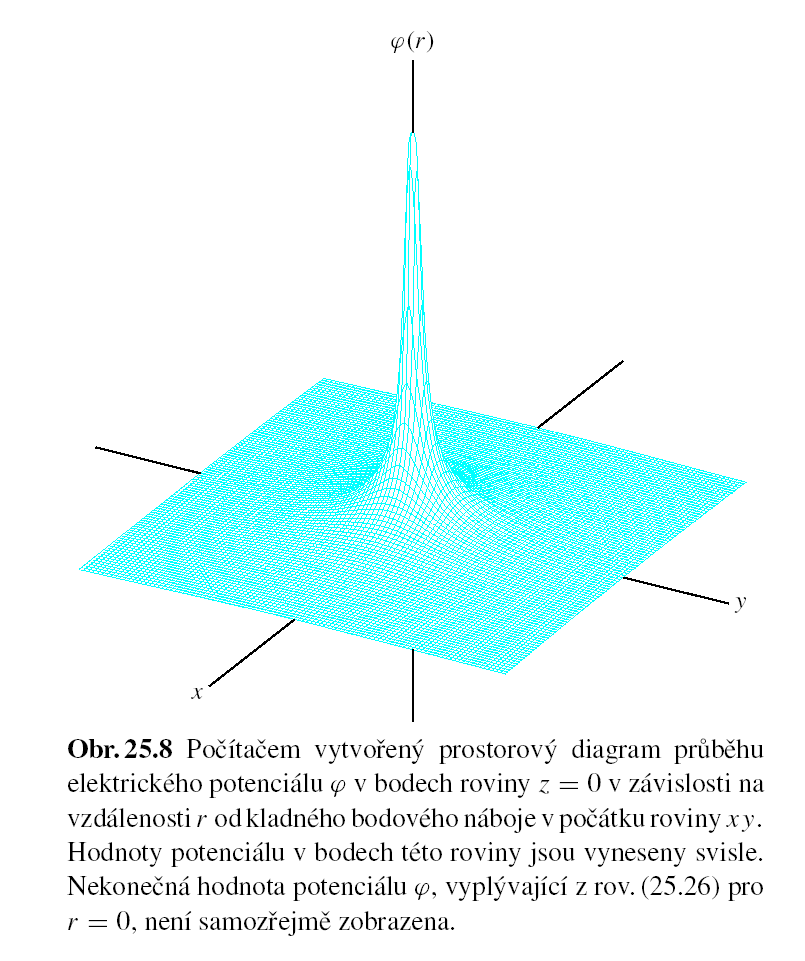 φ(r)
y
x
Obr. 25.8 Počítačem vytvořený prostorový diagram průběhu
elektrického potenciálu φ v bodech roviny z = 0 v závislosti na
vzdálenosti r od kladného bodového náboje v počátku roviny xy.
Hodnoty potenciálu v bodech této roviny jsou vyneseny svisle.
Nekonečná hodnota potenciálu φ, vyplývající z rov. (25.26) pro
r = 0, není samozřejmě zobrazena.